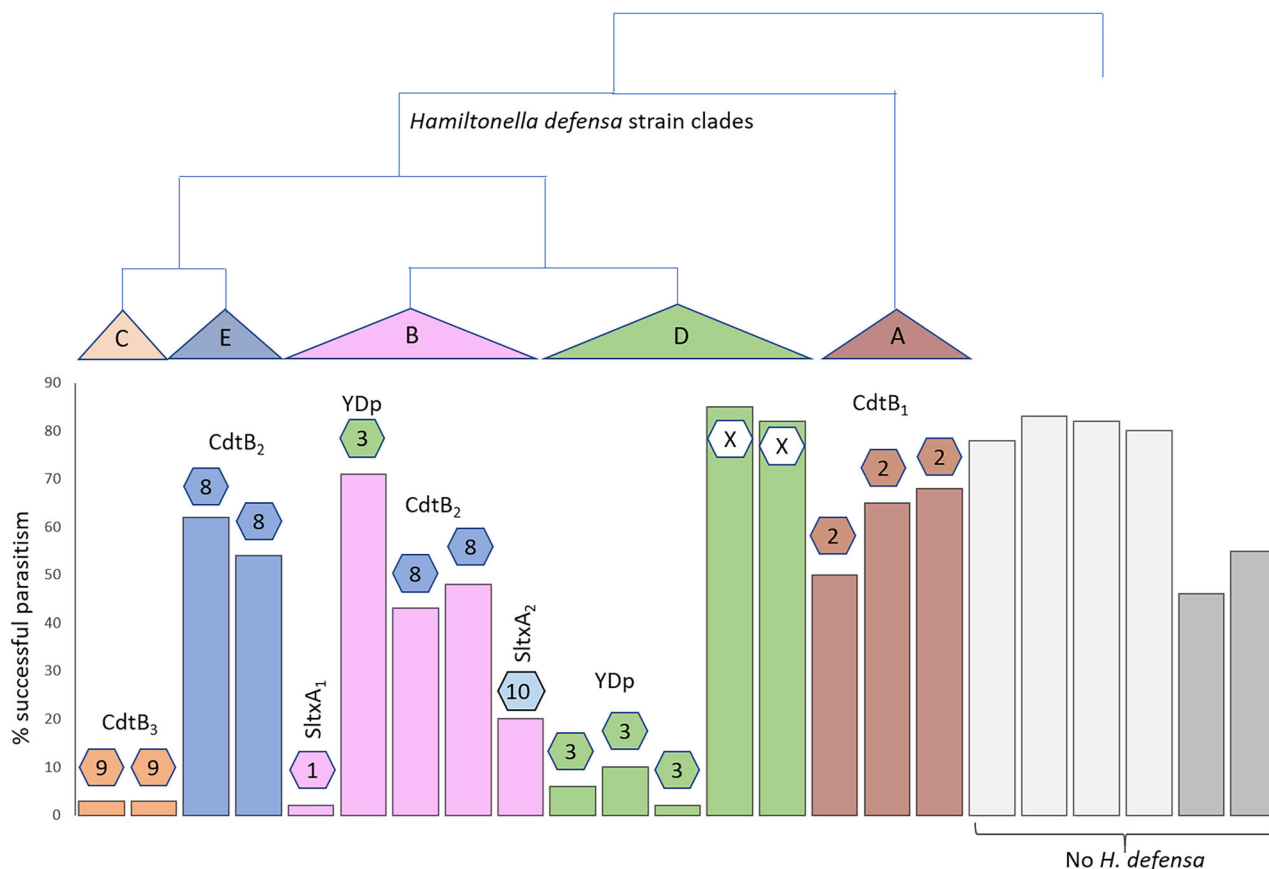 Hamiltonella defensa strain clades
C E B D A
90
80
70
60
50
40
30
20
10
0
% successful parasitism
CdtB₃
9 9
CdtB₂
8 8
SltxA₁
1
YDp
3
CdtB₂
8 8
SltxA₂
10
YDp
3 3 3
X X
CdtB₁
2 2 2
No H. defensa